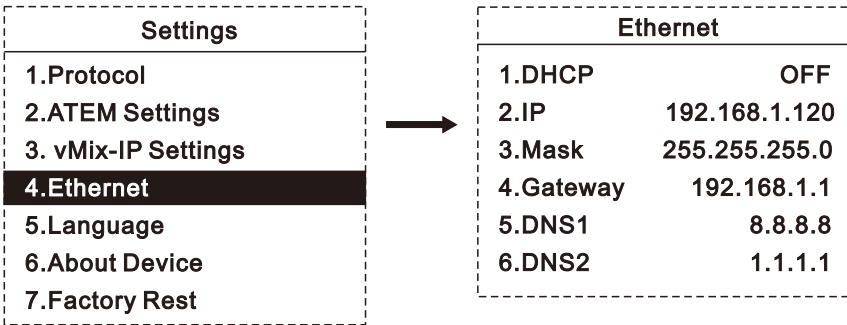 Settings
1.Protocol
2.ATEM Settings
3. vMix-IP Settings
4.Ethernet
5.Language
6.About Device
7.Factory Rest
Ethernet
1.DHCP OFF
2.IP 192.168.1.120
3.Mask 255.255.255.0
4.Gateway 192.168.1.1
5.DNS1 8.8.8.8
6.DNS2 1.1.1.1